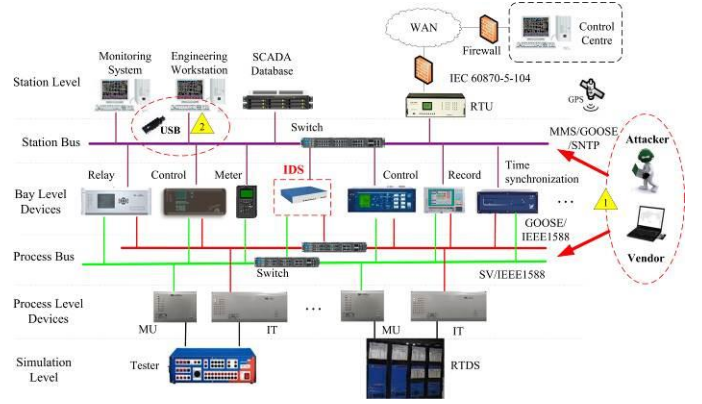 WAN
Control
Centre
Firewall
Monitoring
System
Engineering
Workstation
SCADA
Database
IEC 60870-5-104
Station Level
RTU
GPS
USB
2
Switch
MMS/GOOSE
/SNTP
Attacker
Station Bus
Relay
Control
Meter
IDS
Control
Record
Time
synchronization
Bay Level
Devices
...
1
GOOSE/
IEEE1588
Process Bus
Switch
SV/IEEE1588
Vendor
Process Level
Devices
...
MU
IT
MU
IT
Simulation
Level
Tester
RTDS